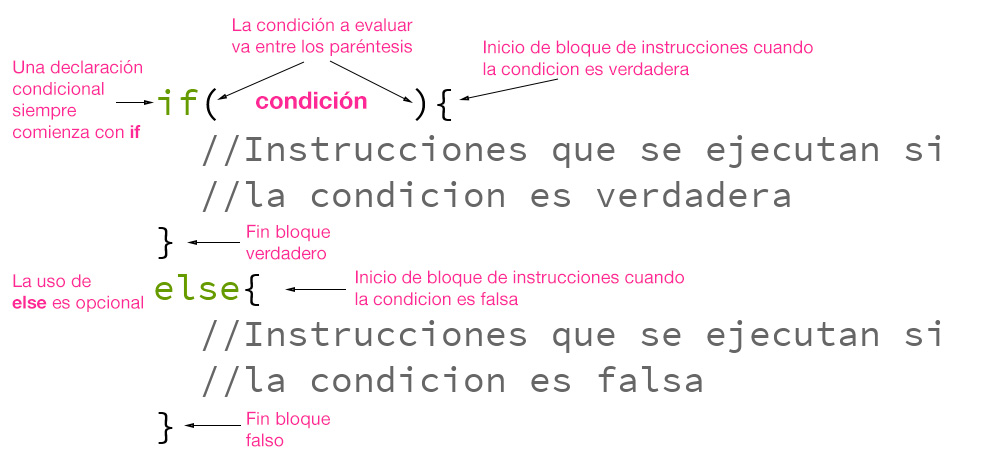 La condición a evaluar
va entre los paréntesis
Inicio de bloque de instrucciones cuando
la condicion es verdadera
Una declaración
condicional
siempre
comienza con if
if( condición ){
//Instrucciones que se ejecutan si
//la condicion es verdadera
}
Fin bloque
verdadero
La uso de
else es opcional
else{
Inicio de bloque de instrucciones cuando
la condicion es falsa
//Instrucciones que se ejecutan si
//la condicion es falsa
}
Fin bloque
falso